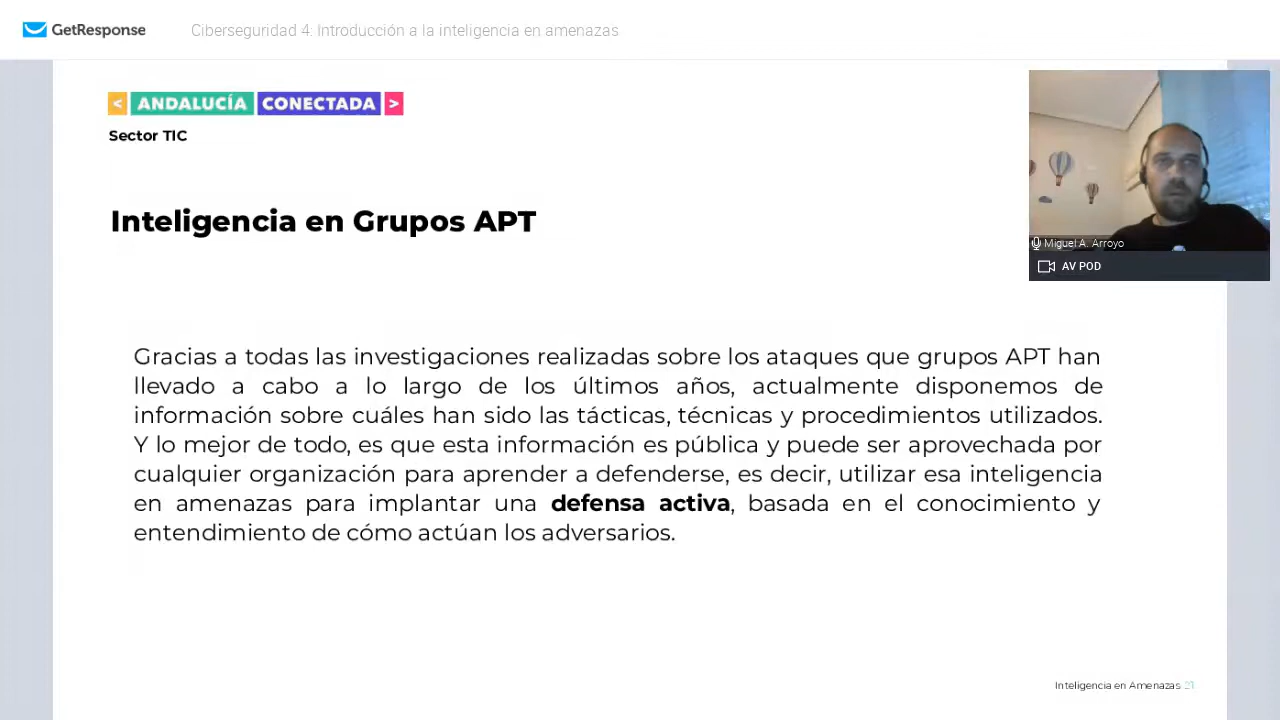 GetResponse
Ciberseguridad 4: Introducción a la inteligencia en amenazas
< ANDALUCÍA CONECTADA >
Sector TIC
Inteligencia en Grupos APT
Miguel A. Arroyo
AV POD
Gracias a todas las investigaciones realizadas sobre los ataques que grupos APT han
llevado a cabo a lo largo de los últimos años, actualmente disponemos de
información sobre cuáles han sido las tácticas, técnicas y procedimientos utilizados.
Y lo mejor de todo, es que esta información es pública y puede ser aprovechada por
cualquier organización para aprender a defenderse, es decir, utilizar esa inteligencia
en amenazas para implantar una defensa activa, basada en el conocimiento y
entendimiento de cómo actúan los adversarios.
Inteligencia en Amenazas 21